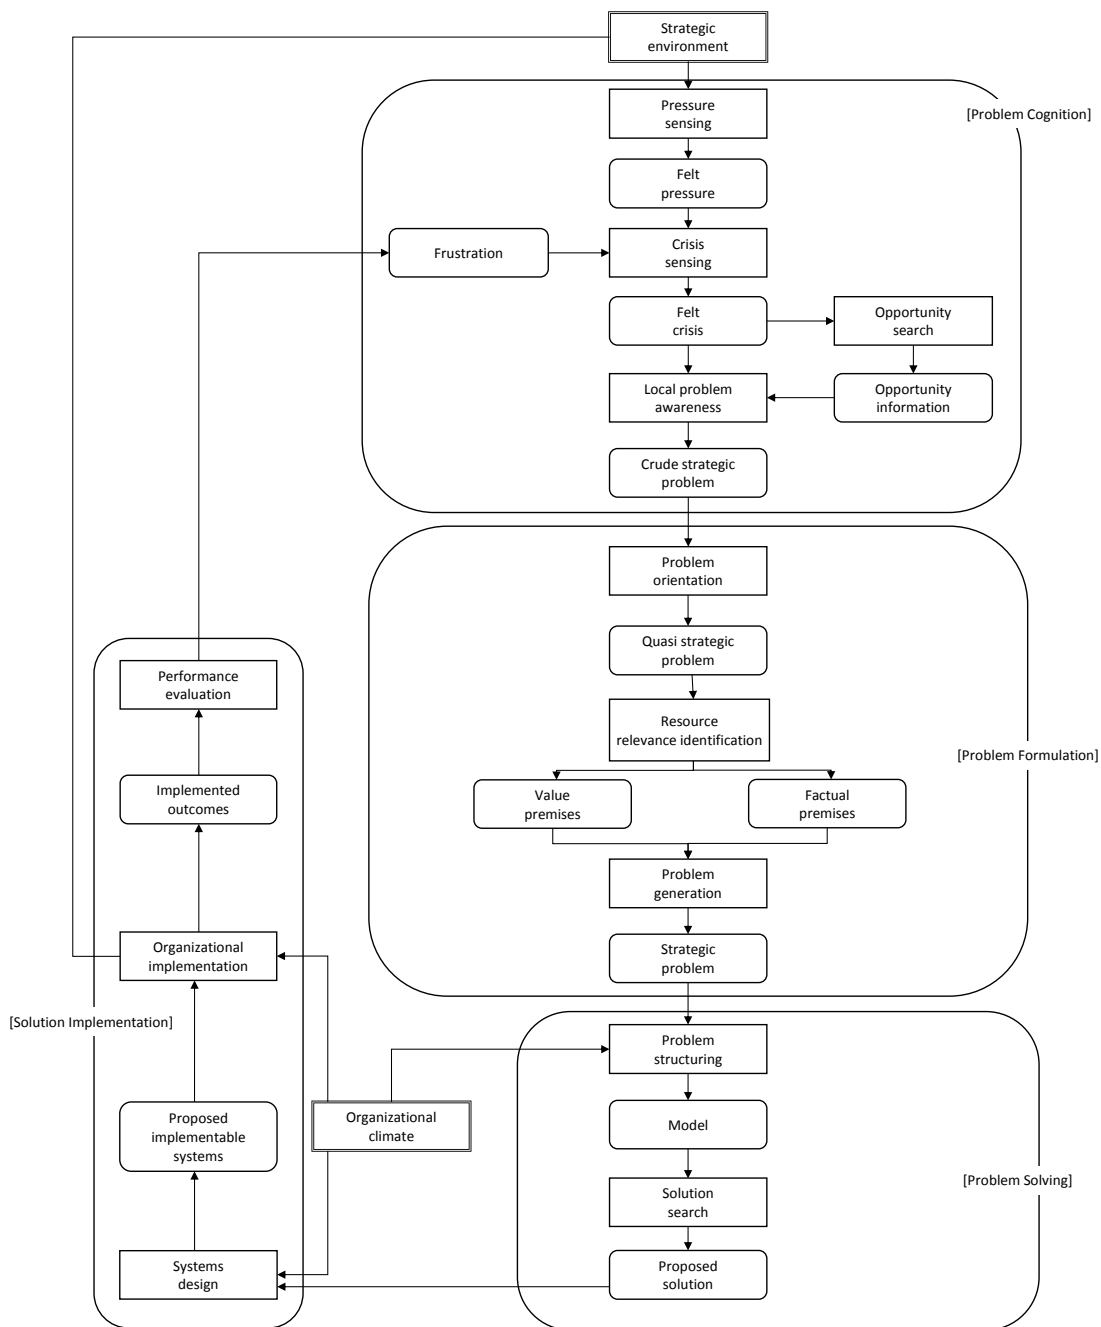 Strategic
environment
[Problem Cognition]
Pressure
sensing
Felt
pressure
Frustration
Crisis
sensing
Felt
crisis
Opportunity
search
Local problem
awareness
Opportunity
information
Crude strategic
problem
Problem
orientation
Quasi strategic
problem
Resource
relevance identification
[Problem Formulation]
Value
premises
Factual
premises
Problem
generation
Strategic
problem
Performance
evaluation
Implemented
outcomes
Organizational
implementation
[Solution Implementation]
Proposed
implementable
systems
Systems
design
Organizational
climate
Problem
structuring
Model
[Problem Solving]
Solution
search
Proposed
solution